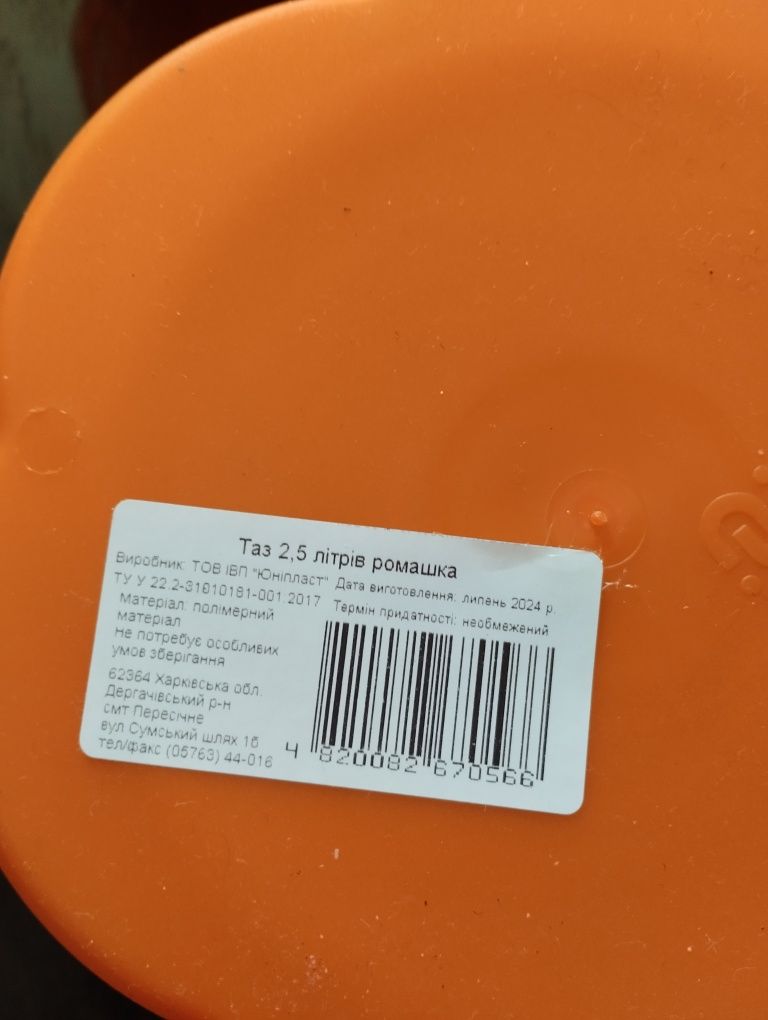 Таз 2,5 літрів ромашка
Виробник: ТОВ ІВП "Юніпласт"
ТУ У 22.2-31810181-001:2017
Матеріал: полімерний
матеріал
Не потребує особливих
умов зберігання
62364 Харківська обл.
Дергачівський р-н
смт Пересічне
вул Сумський шлях 1б
тел/факс (05763) 44-016
Дата виготовлення: липень 2024 р.
Термін придатності: необмежений
4 820082 670566